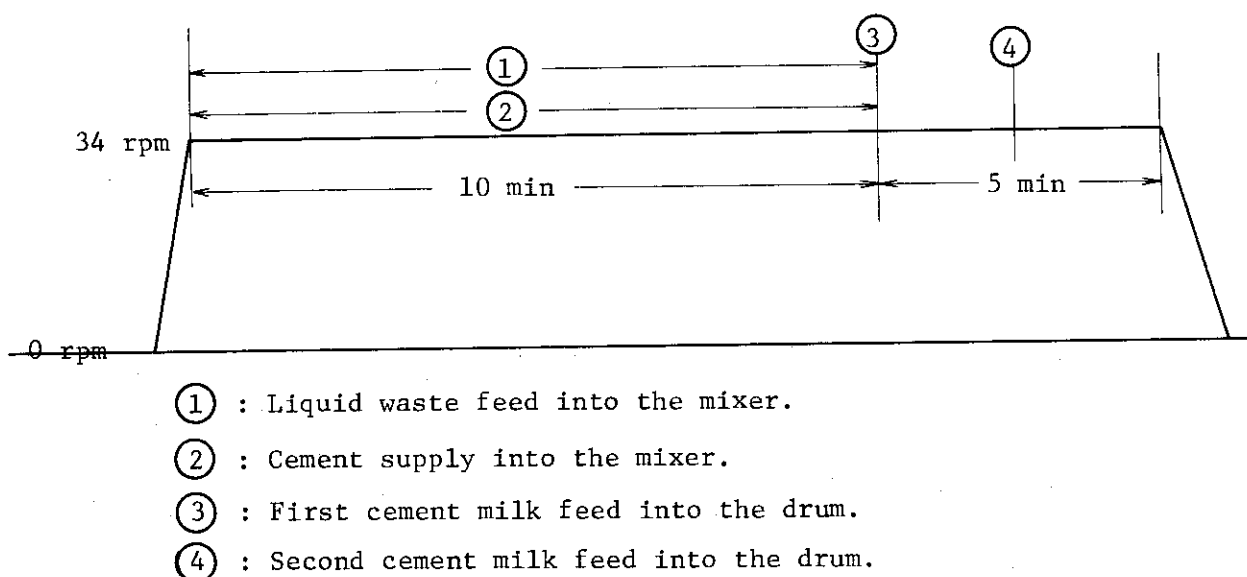 ③
④
①
②
34 rpm
10 min
5 min
0 rpm
① : Liquid waste feed into the mixer.
② : Cement supply into the mixer.
③ : First cement milk feed into the drum.
④ : Second cement milk feed into the drum.